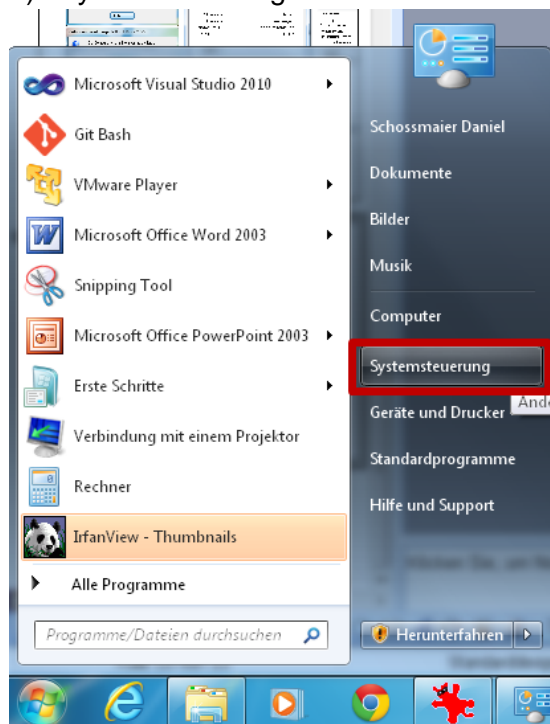 Microsoft Visual Studio 2010
Git Bash
VMware Player
Microsoft Office Word 2003
Snipping Tool
Microsoft Office PowerPoint 2003
Erste Schritte
Verbindung mit einem Projektor
Rechner
IrfanView - Thumbnails
Alle Programme
Programme/Dateien durchsuchen
Schossmaier Daniel
Dokumente
Bilder
Musik
Computer
Systemsteuerung
Geräte und Drucker
Standardprogramme
Hilfe und Support
Herunterfahren